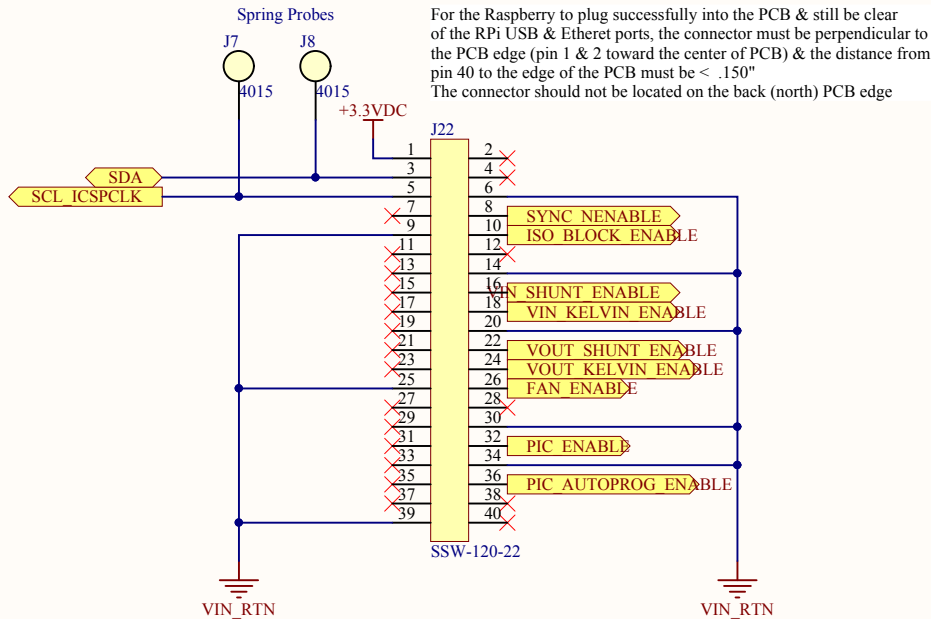 Spring Probes
For the Raspberry to plug successfully into the PCB & still be clear
of the RPi USB & Etheret ports, the connector must be perpendicular to
the PCB edge (pin 1 & 2 toward the center of PCB) & the distance from
pin 40 to the edge of the PCB must be < .150"
The connector should not be located on the back (north) PCB edge
J7
J8
4015
4015
+3.3VDC
J22
1
2
SDA
3
4
SCL_ICSPCLK
5
6
7
8
SYNC_NENABLE
9
10
ISO_BLOCK_ENABLE
11
12
13
14
15
16
VIN_SHUNT_ENABLE
17
18
VIN_KELVIN_ENABLE
19
20
21
22
VOUT_SHUNT_ENABLE
23
24
VOUT_KELVIN_ENABLE
25
26
FAN_ENABLE
27
28
29
30
31
32
PIC_ENABLE
33
34
35
36
PIC_AUTOPROG_ENABLE
37
38
39
40
SSW-120-22
VIN_RTN
VIN_RTN